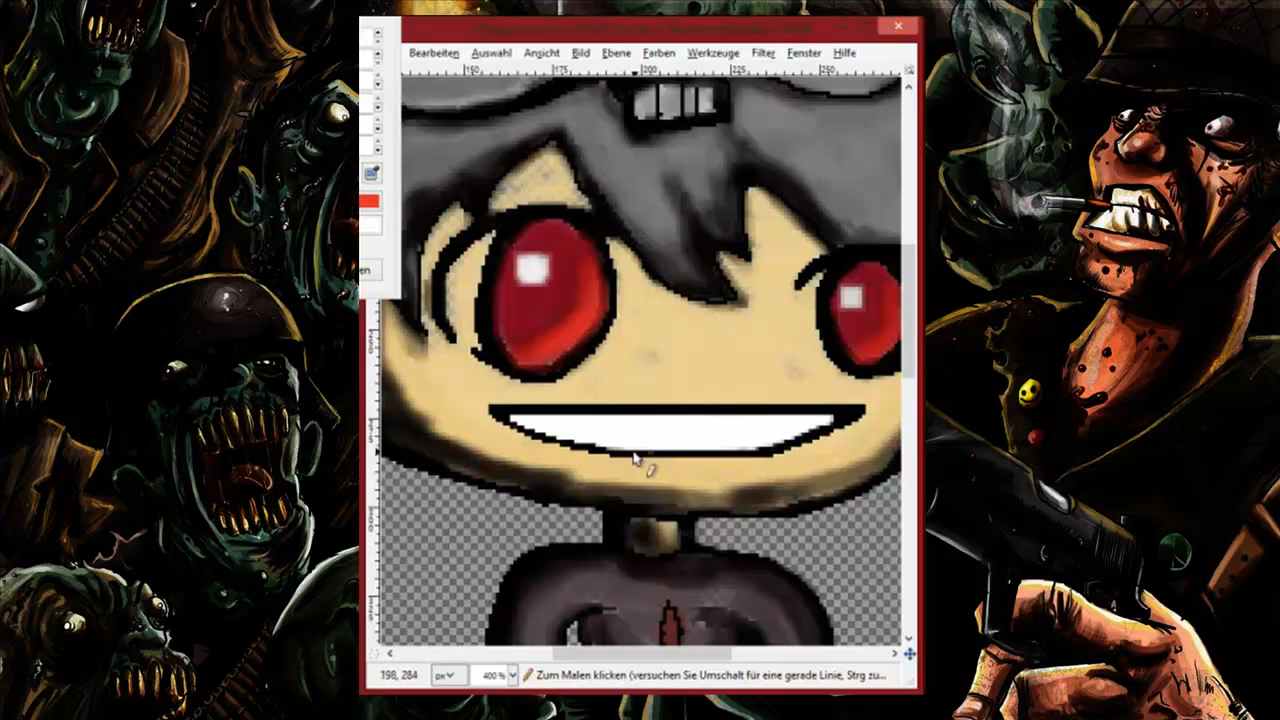 Bearbeiten Auswahl Ansicht Bild Ebene Farben Werkzeuge Filter Fenster Hilfe
150 175 200 225 250
en
198, 284 px 400 % Zum Malen klicken (versuchen Sie Umschalt für eine gerade Linie, Strg zu...